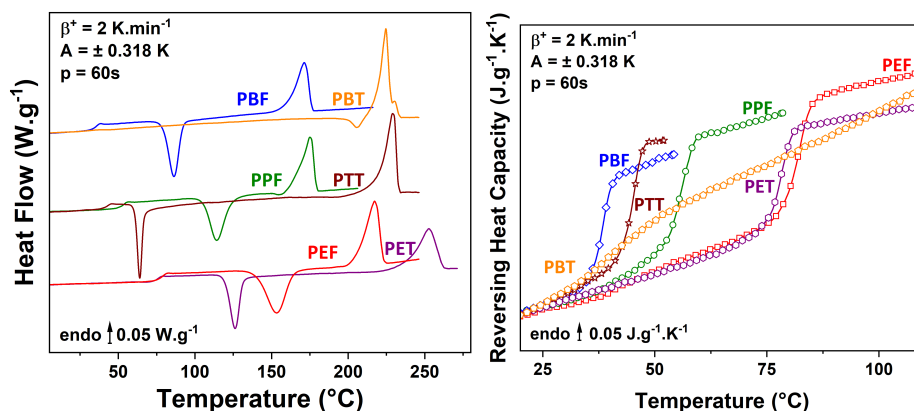 β⁺ = 2 K.min⁻¹
A = ± 0.318 K
p = 60s
PBF
PBT
PPF
PTT
PEF
PET
endo 0.05 W.g⁻¹
Heat Flow (W.g⁻¹)
50 100 150 200 250
Temperature (°C)
β⁺ = 2 K.min⁻¹
A = ± 0.318 K
p = 60s
PEF
PPF
PBF
PET
PTT
PBT
endo 0.05 J.g⁻¹.K⁻¹
Reversing Heat Capacity (J.g⁻¹.K⁻¹)
25 50 75 100
Temperature (°C)